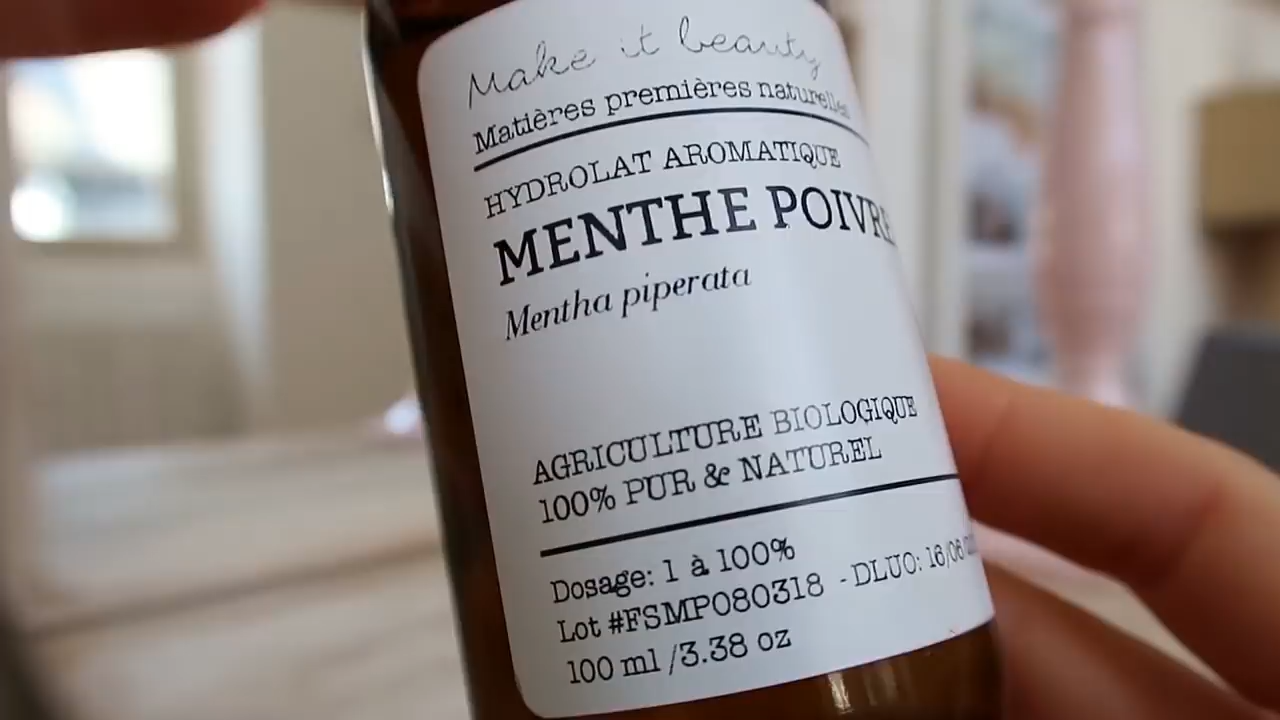 Make it beauty
Matières premières naturelles
HYDROLAT AROMATIQUE
MENTHE POIVRE
Mentha piperata
AGRICULTURE BIOLOGIQUE
100% PUR & NATUREL
Dosage: 1 à 100%
Lot #FSMP080318 - DLUO: 16/06
100 ml /3.38 oz